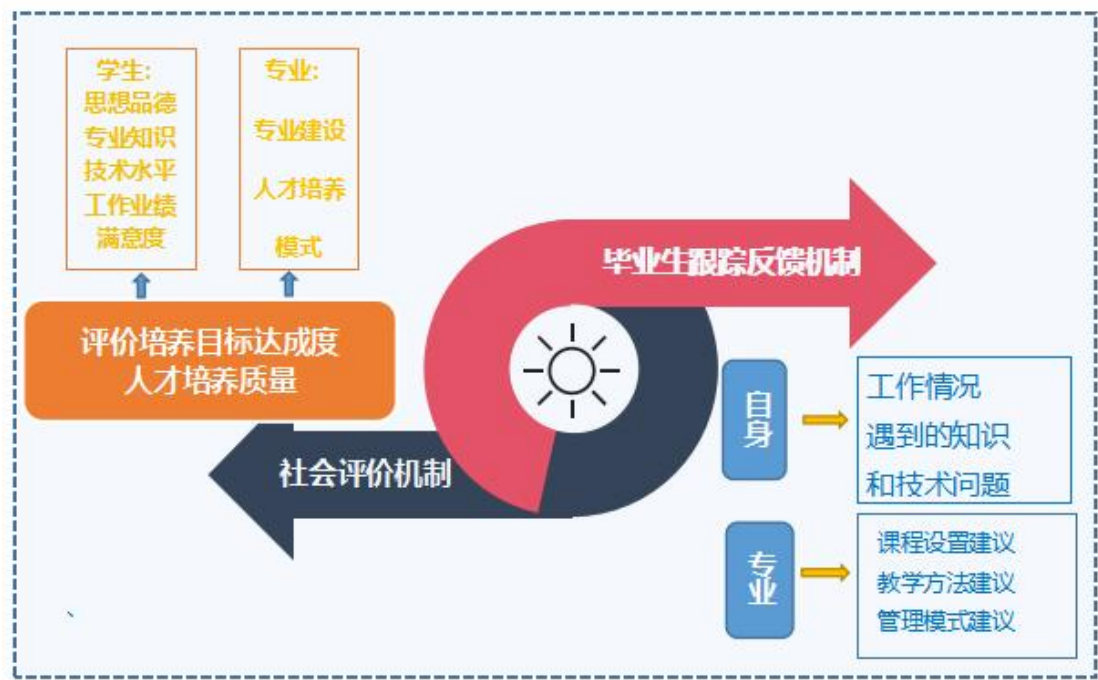 学生:
思想品德
专业知识
技术水平
工作业绩
满意度
专业:
专业建设
人才培养
模式
评价培养目标达成度
人才培养质量
社会评价机制
毕业生跟踪反馈机制
自身
工作情况
遇到的知识
和技术问题
专业
课程设置建议
教学方法建议
管理模式建议
、